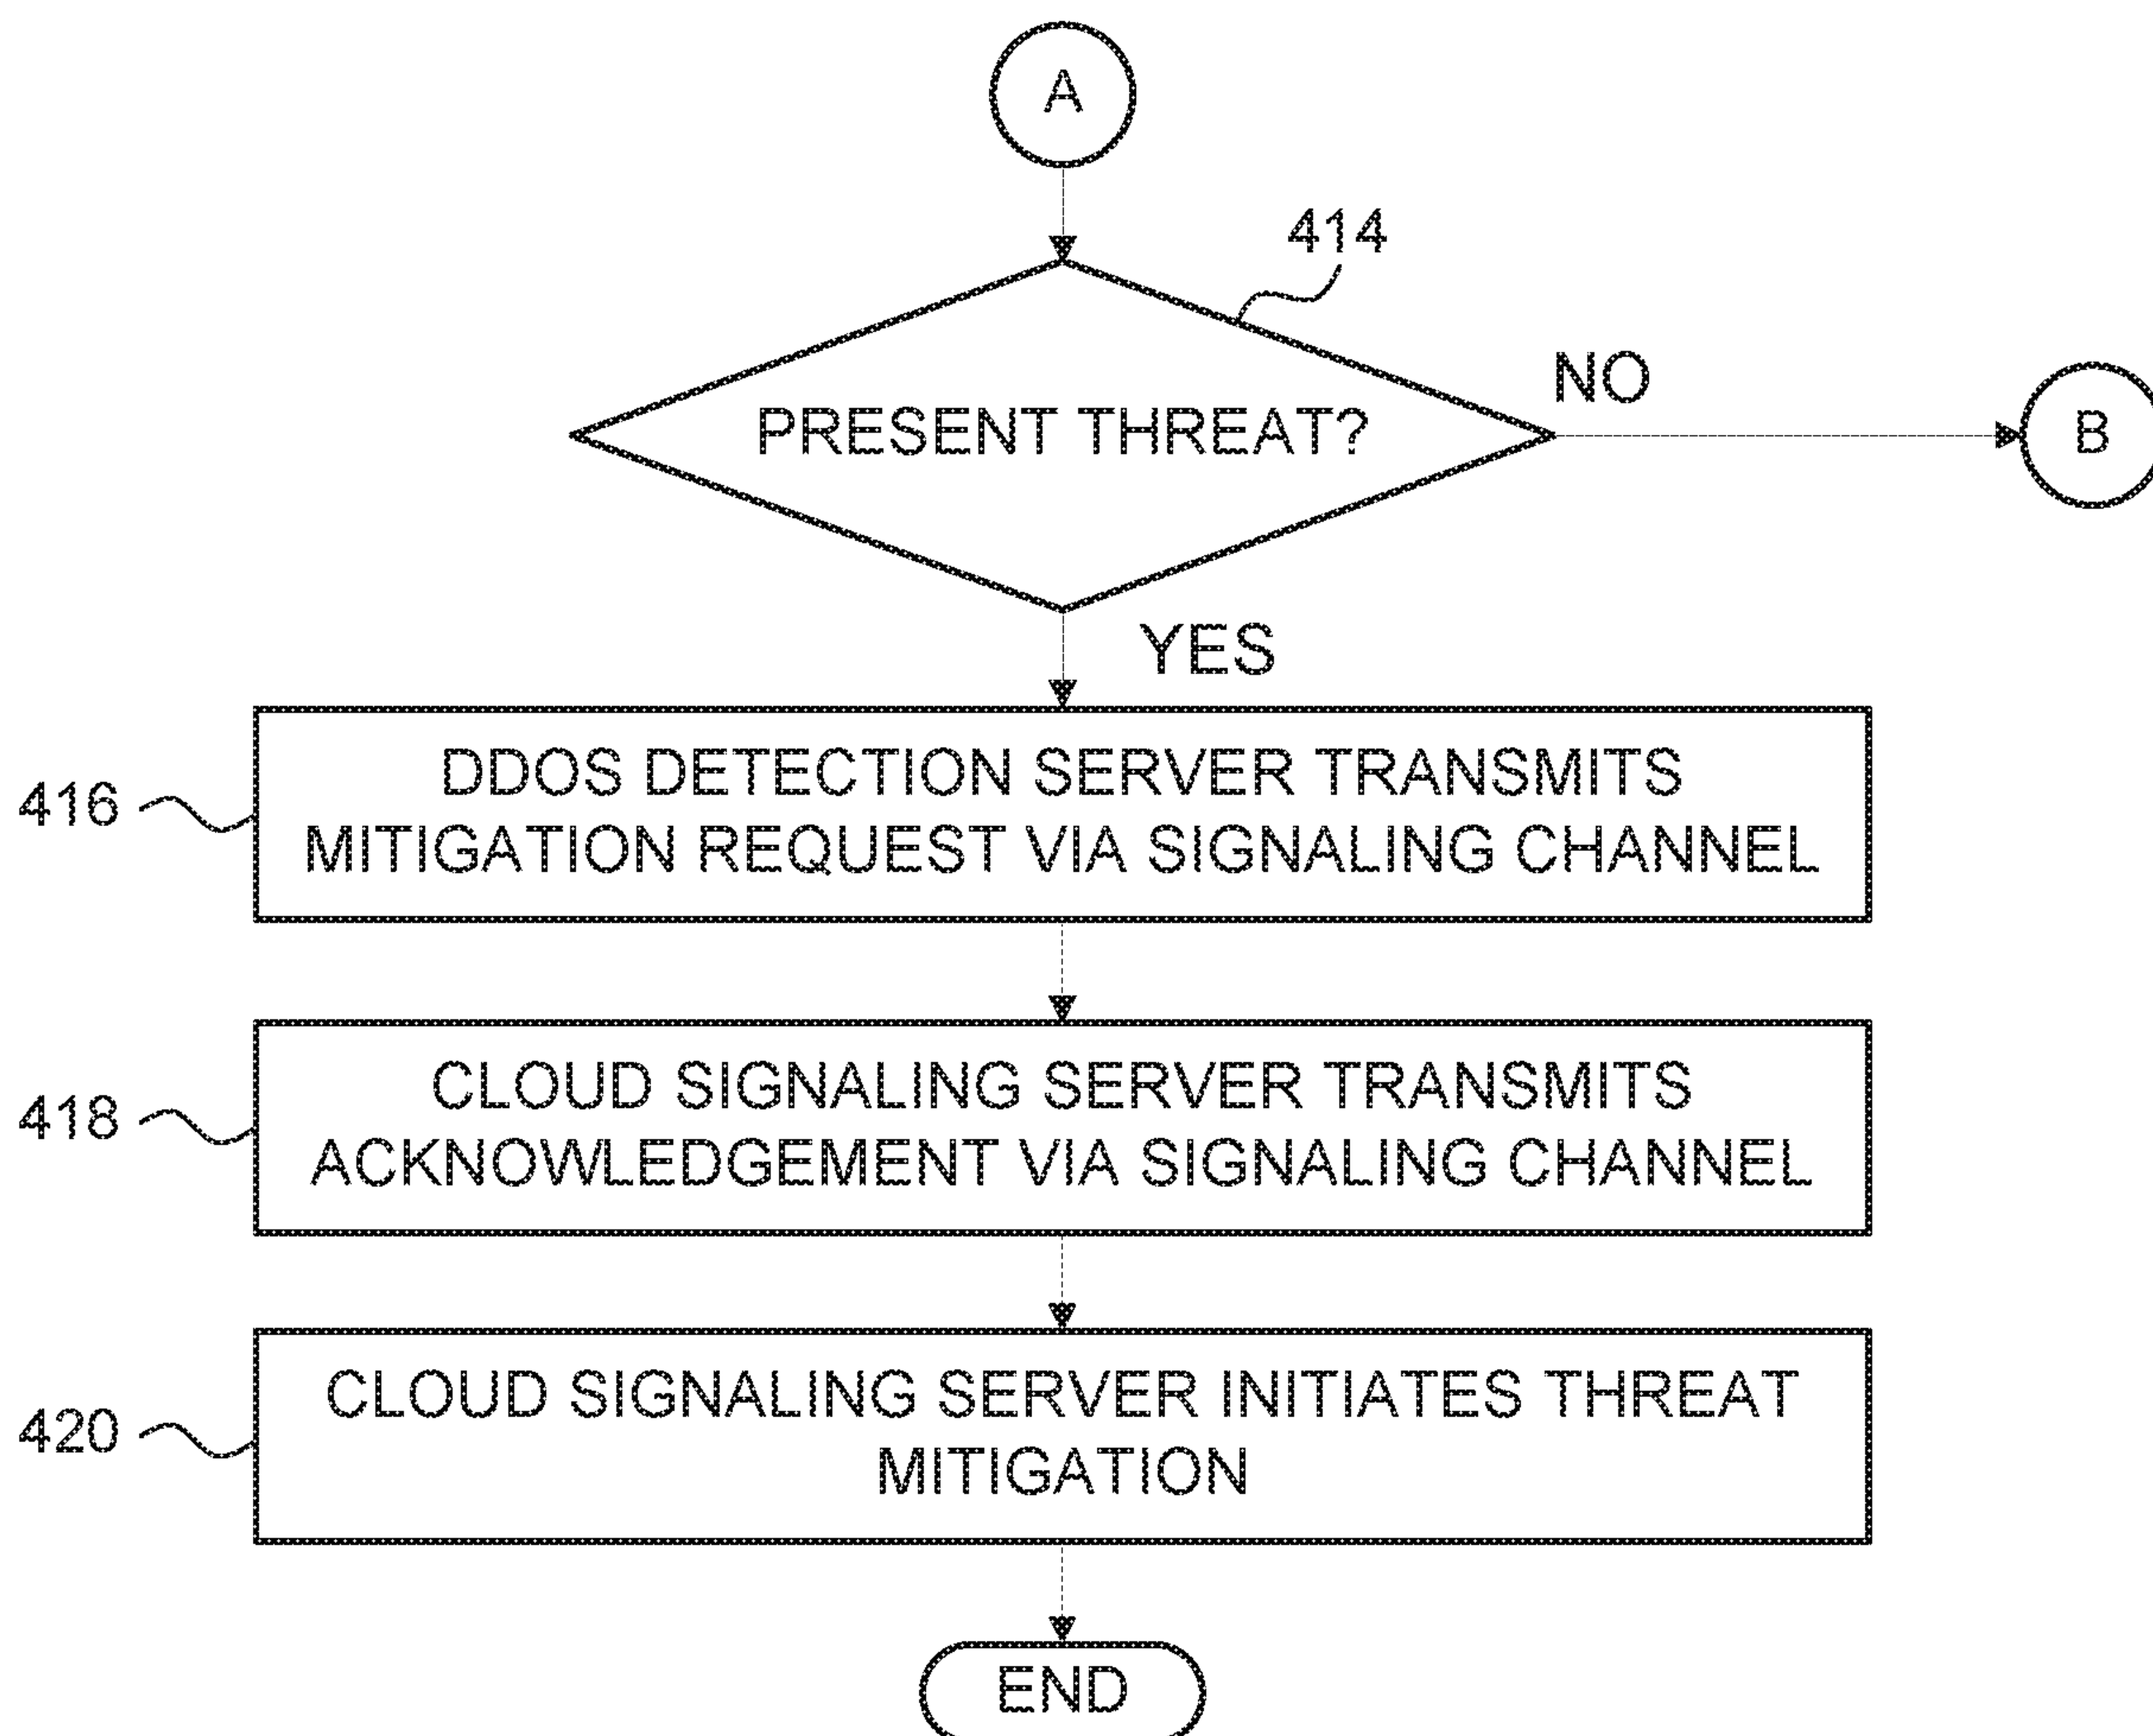 A
414
PRESENT THREAT?
NO
B
YES
416
DDOS DETECTION SERVER TRANSMITS
MITIGATION REQUEST VIA SIGNALING CHANNEL
418
CLOUD SIGNALING SERVER TRANSMITS
ACKNOWLEDGEMENT VIA SIGNALING CHANNEL
420
CLOUD SIGNALING SERVER INITIATES THREAT
MITIGATION
END